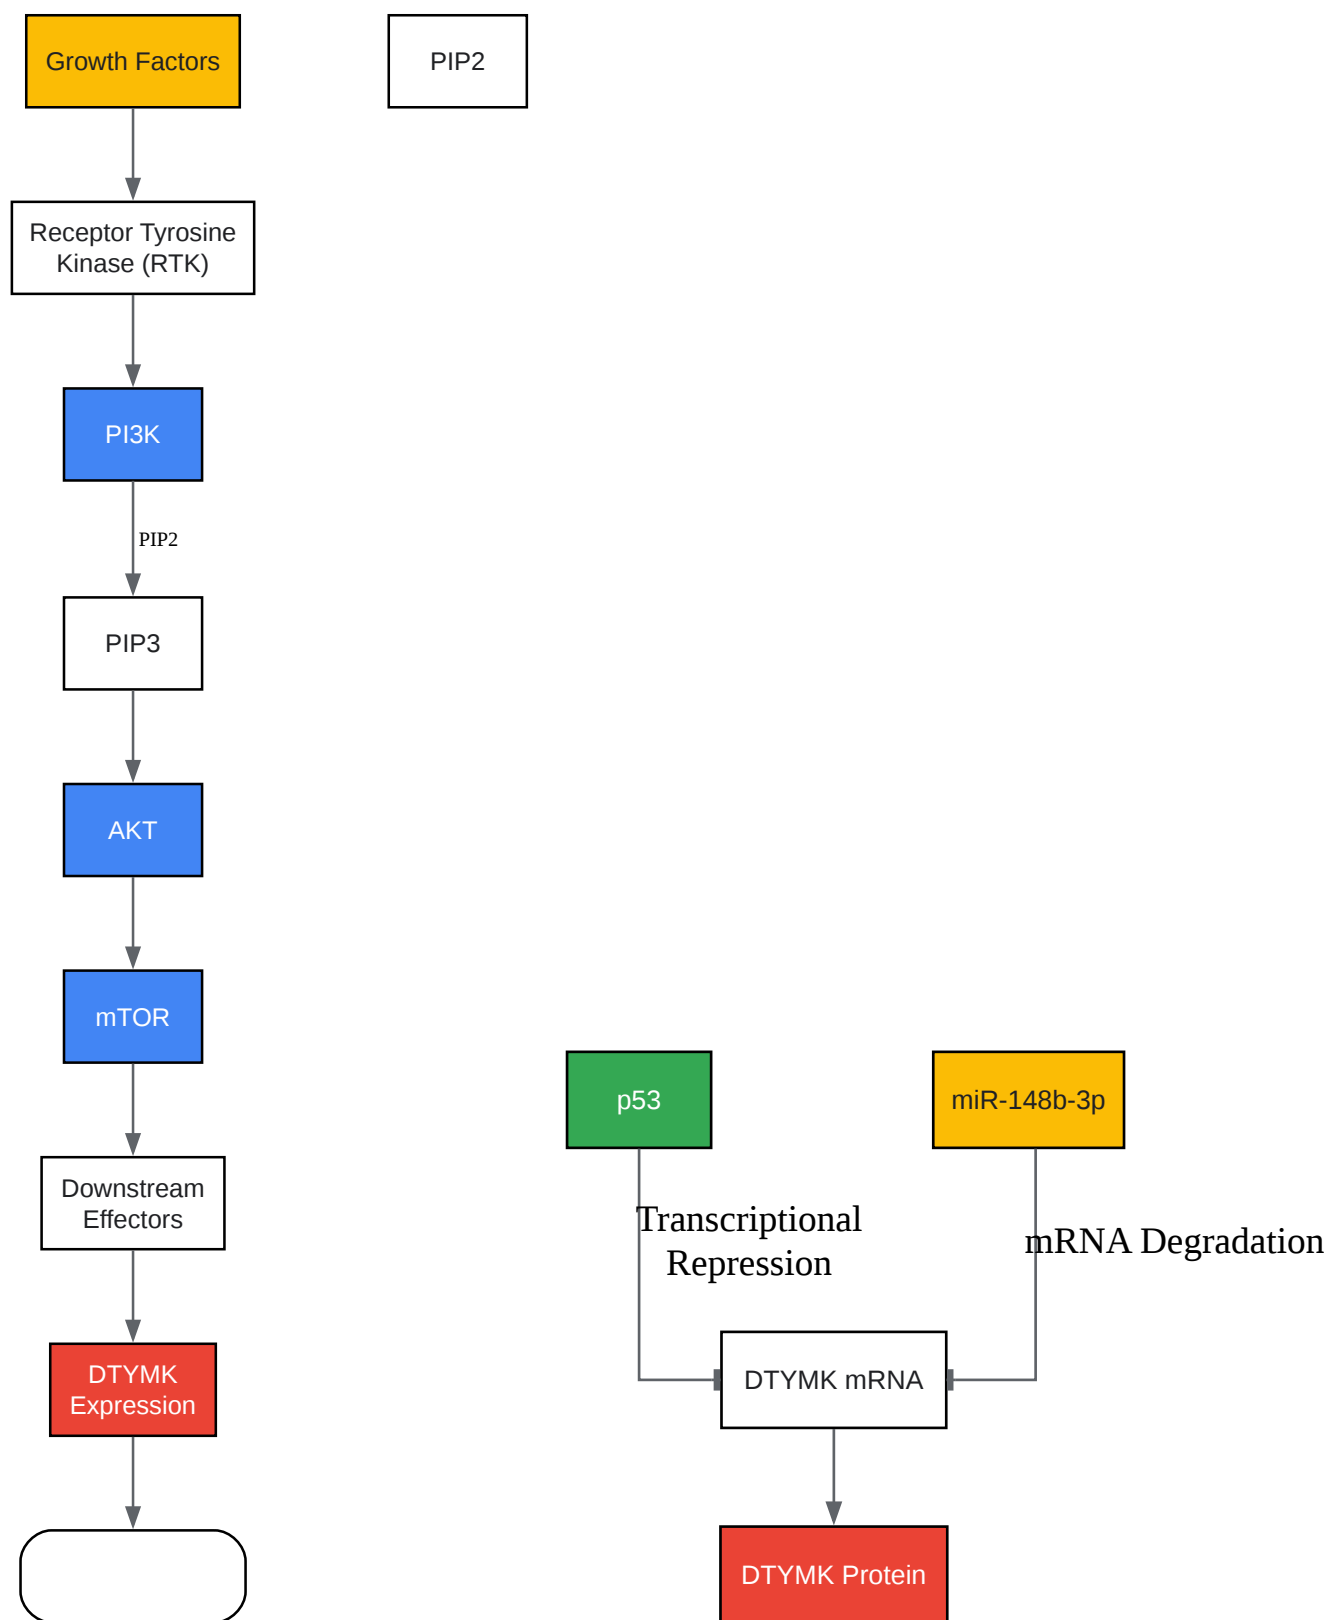 Growth Factors
PIP2
Receptor Tyrosine
Kinase (RTK)
PI3K
PIP2
PIP3
AKT
mTOR
Downstream
Effectors
DTYMK
Expression
p53
miR-148b-3p
Transcriptional
Repression
mRNA Degradation
DTYMK mRNA
DTYMK Protein